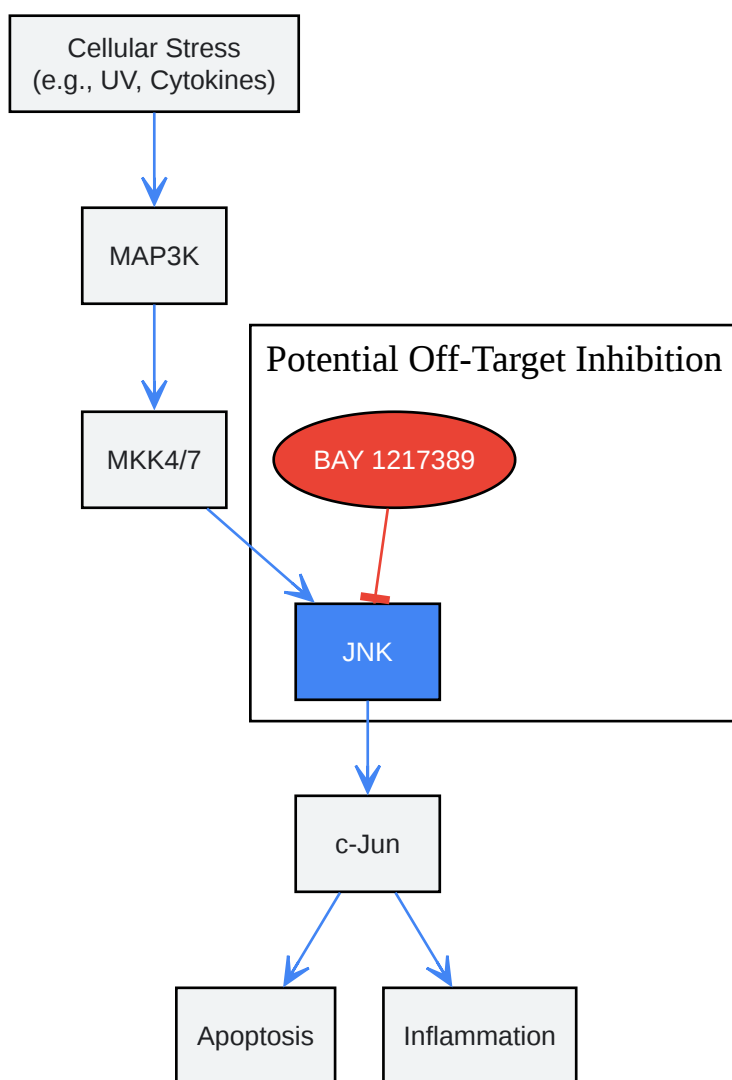 Cellular Stress
(e.g., UV, Cytokines)
MAP3K
Potential Off-Target Inhibition
MKK4/7
BAY 1217389
JNK
c-Jun
Apoptosis
Inflammation